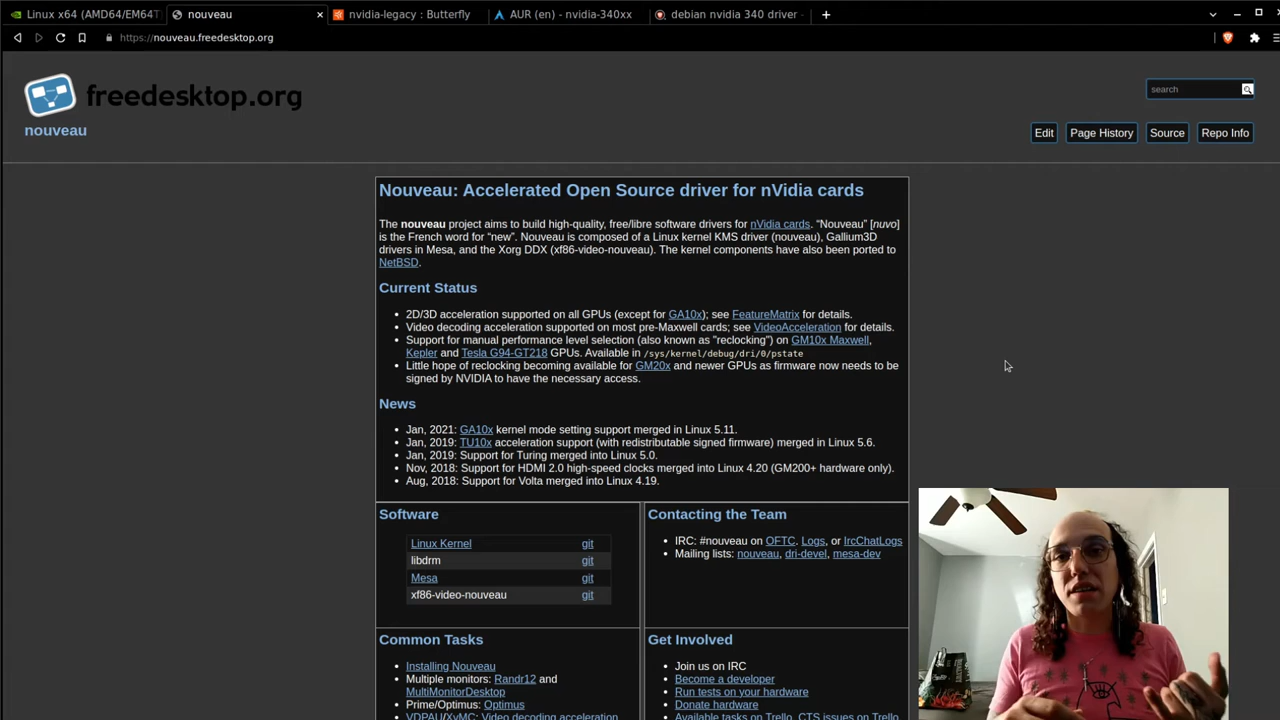 Linux x64 (AMD64/EM64T
nouveau
nvidia-legacy : Butterfly
AUR (en) - nvidia-340xx
debian nvidia 340 driver -
https://nouveau.freedesktop.org
freedesktop.org
search
nouveau
Edit
Page History
Source
Repo Info
Nouveau: Accelerated Open Source driver for nVidia cards
The nouveau project aims to build high-quality, free/libre software drivers for nVidia cards. “Nouveau” [nuvo]
is the French word for “new”. Nouveau is composed of a Linux kernel KMS driver (nouveau), Gallium3D
drivers in Mesa, and the Xorg DDX (xf86-video-nouveau). The kernel components have also been ported to
NetBSD.
Current Status
• 2D/3D acceleration supported on all GPUs (except for GA10x); see FeatureMatrix for details.
• Video decoding acceleration supported on most pre-Maxwell cards; see VideoAcceleration for details.
• Support for manual performance level selection (also known as "reclocking") on GM10x Maxwell,
Kepler and Tesla G94-GT218 GPUs. Available in /sys/kernel/debug/dri/0/pstate
• Little hope of reclocking becoming available for GM20x and newer GPUs as firmware now needs to be
signed by NVIDIA to have the necessary access.
News
• Jan, 2021: GA10x kernel mode setting support merged in Linux 5.11.
• Jan, 2019: TU10x acceleration support (with redistributable signed firmware) merged in Linux 5.6.
• Jan, 2019: Support for Turing merged into Linux 5.0.
• Nov, 2018: Support for HDMI 2.0 high-speed clocks merged into Linux 4.20 (GM200+ hardware only).
• Aug, 2018: Support for Volta merged into Linux 4.19.
Software
Linux Kernel git
libdrm git
Mesa git
xf86-video-nouveau git
Contacting the Team
• IRC: #nouveau on OFTC. Logs, or IrcChatLogs
• Mailing lists: nouveau, dri-devel, mesa-dev
Common Tasks
• Installing Nouveau
• Multiple monitors: Randr12 and
MultiMonitorDesktop
• Prime/Optimus: Optimus
• VDPAU/XvMC: Video decoding acceleration
Get Involved
• Join us on IRC
• Become a developer
• Run tests on your hardware
• Donate hardware
• Available tasks on Trello, CTS issues on Trello,